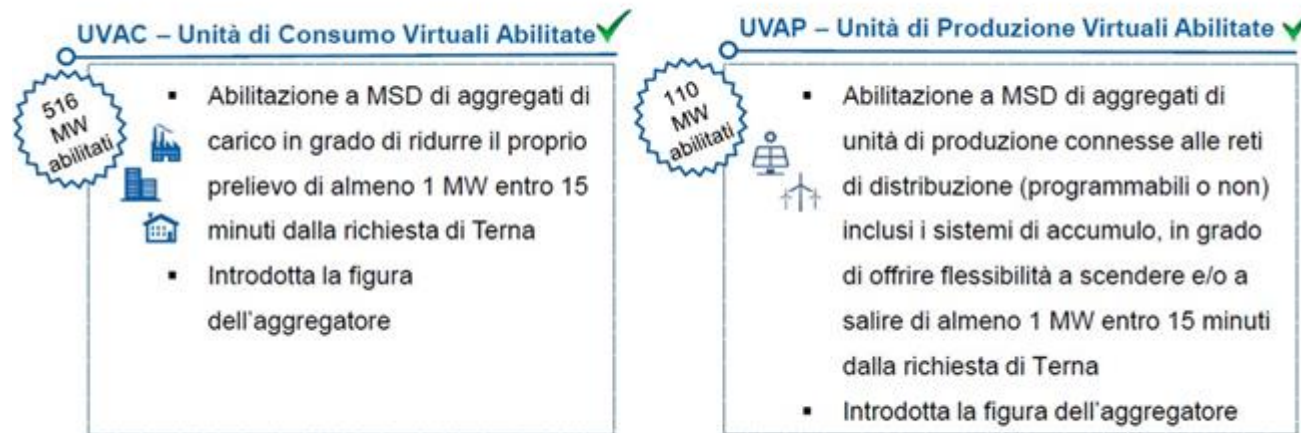 UVAC – Unità di Consumo Virtuali Abilitate
516
MW
abilitati
▪ Abilitazione a MSD di aggregati di
carico in grado di ridurre il proprio
prelievo di almeno 1 MW entro 15
minuti dalla richiesta di Terna
▪ Introdotta la figura
dell'aggregatore
UVAP – Unità di Produzione Virtuali Abilitate
110
MW
abilitati
▪ Abilitazione a MSD di aggregati di
unità di produzione connesse alle reti
di distribuzione (programmabili o non)
inclusi i sistemi di accumulo, in grado
di offrire flessibilità a scendere e/o a
salire di almeno 1 MW entro 15 minuti
dalla richiesta di Terna
▪ Introdotta la figura dell'aggregatore